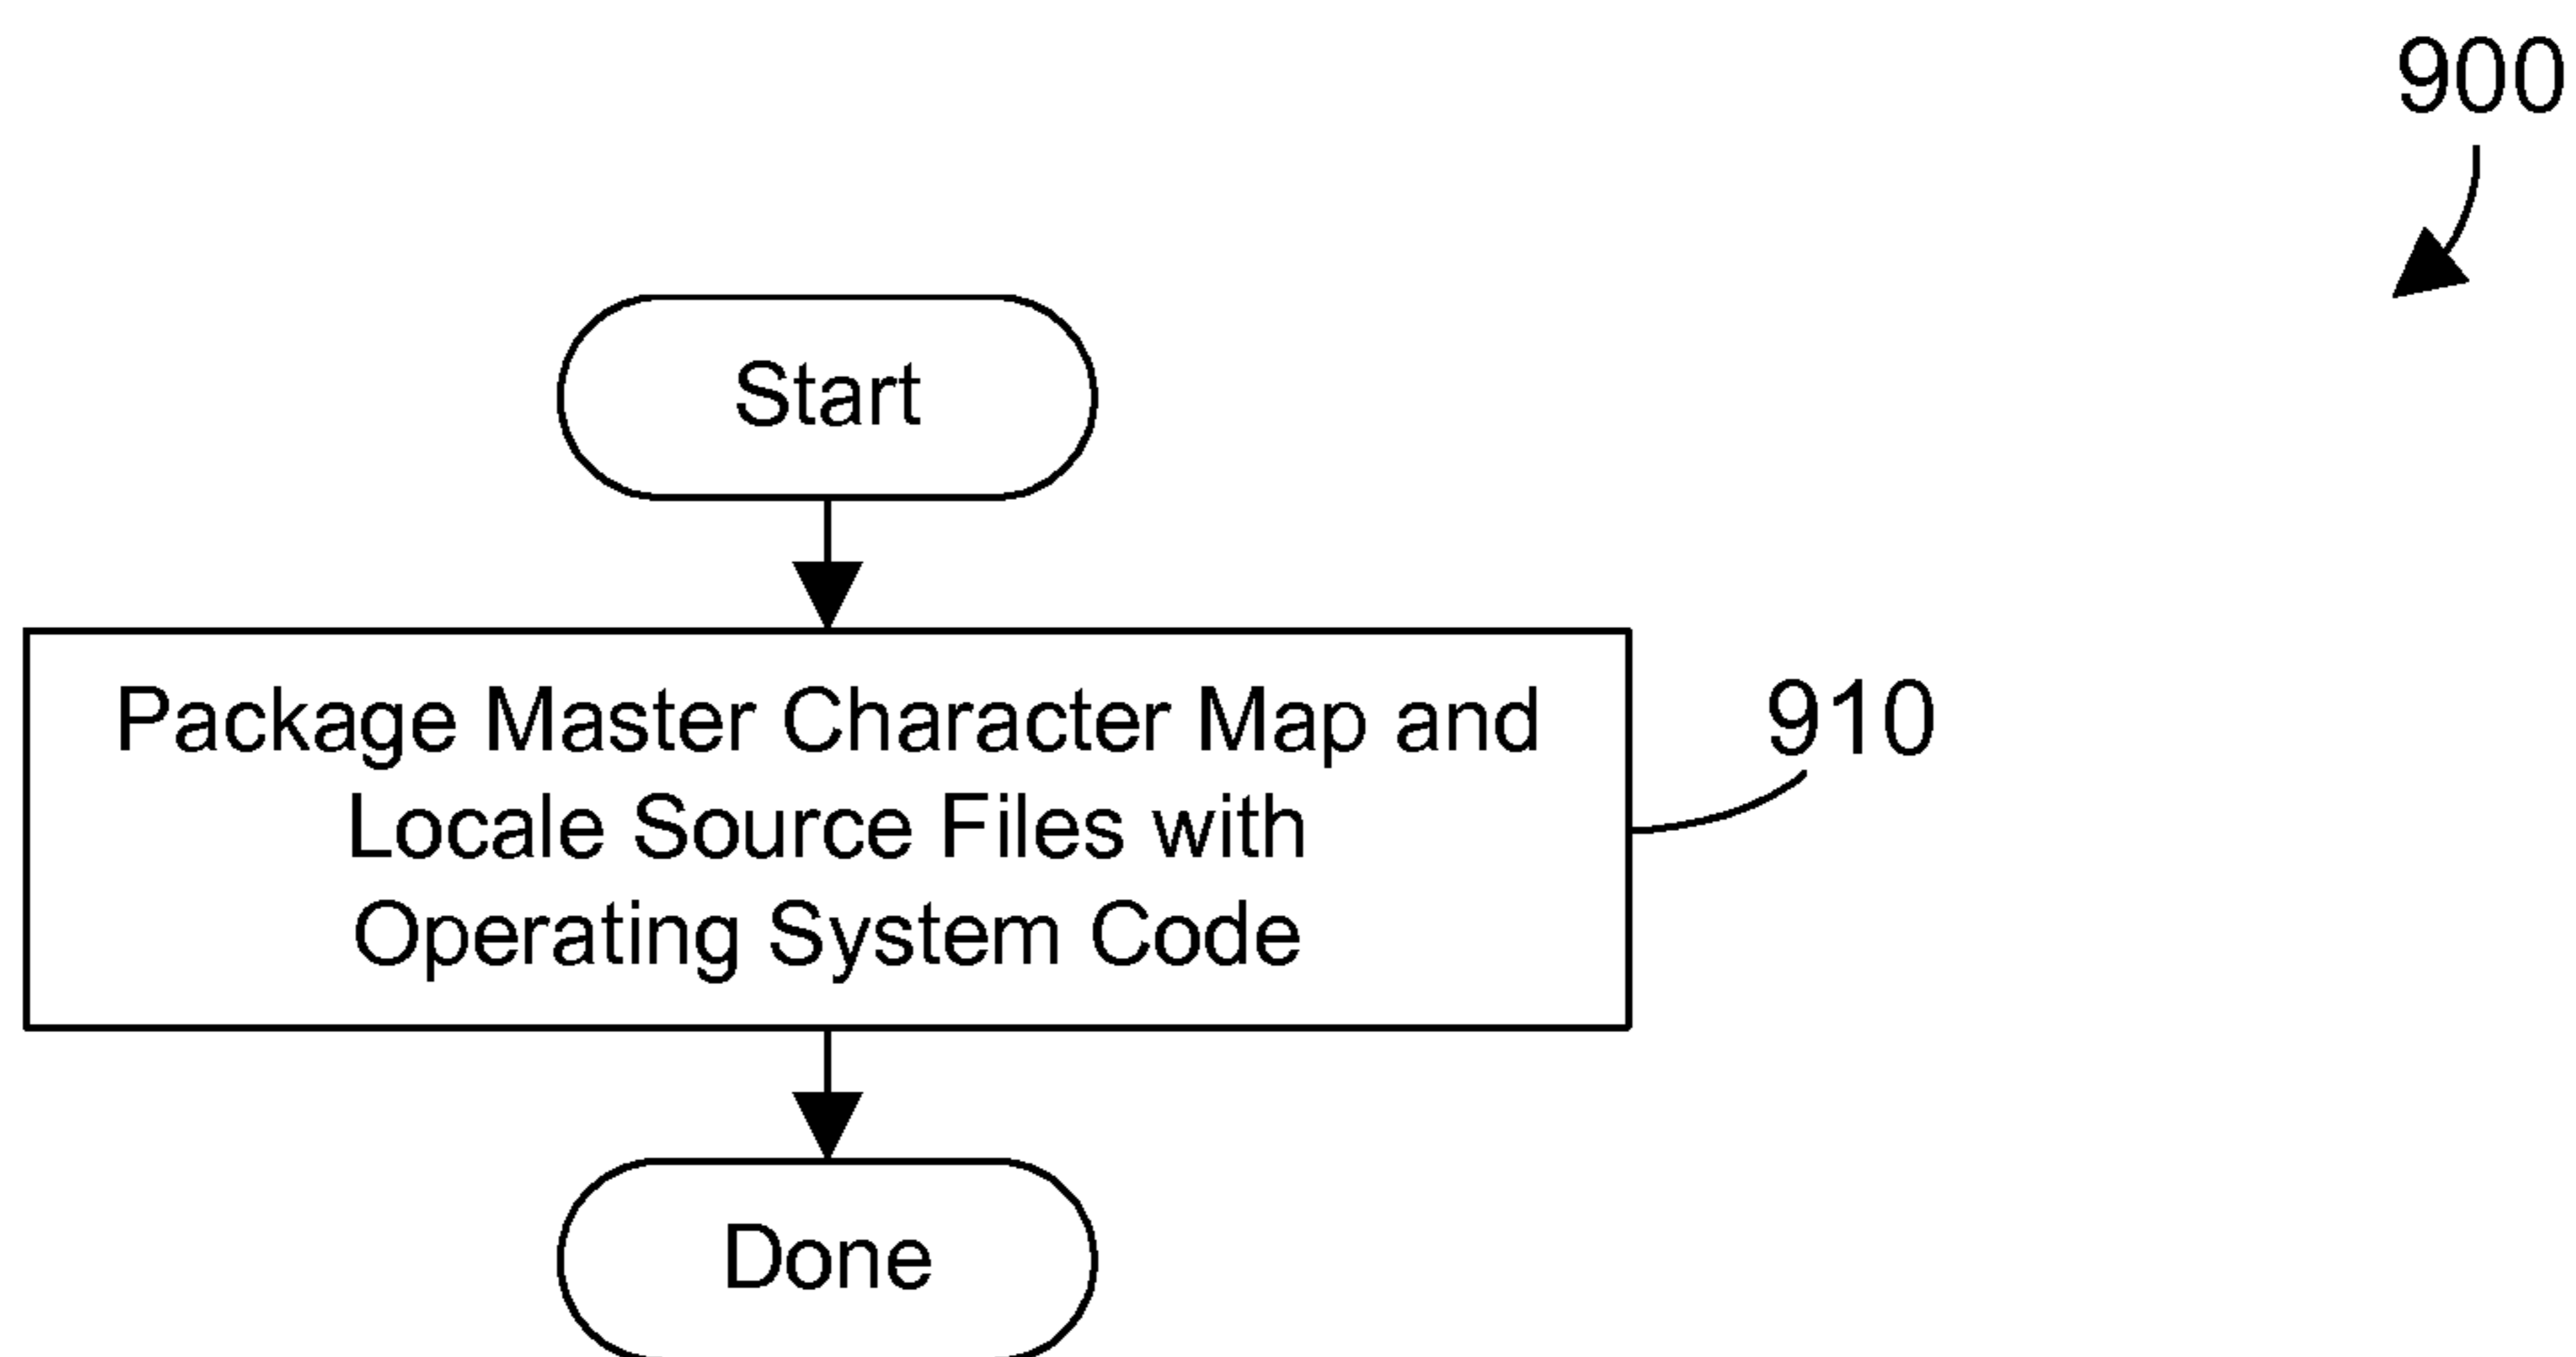 900
Start
Package Master Character Map and
Locale Source Files with
Operating System Code
910
Done